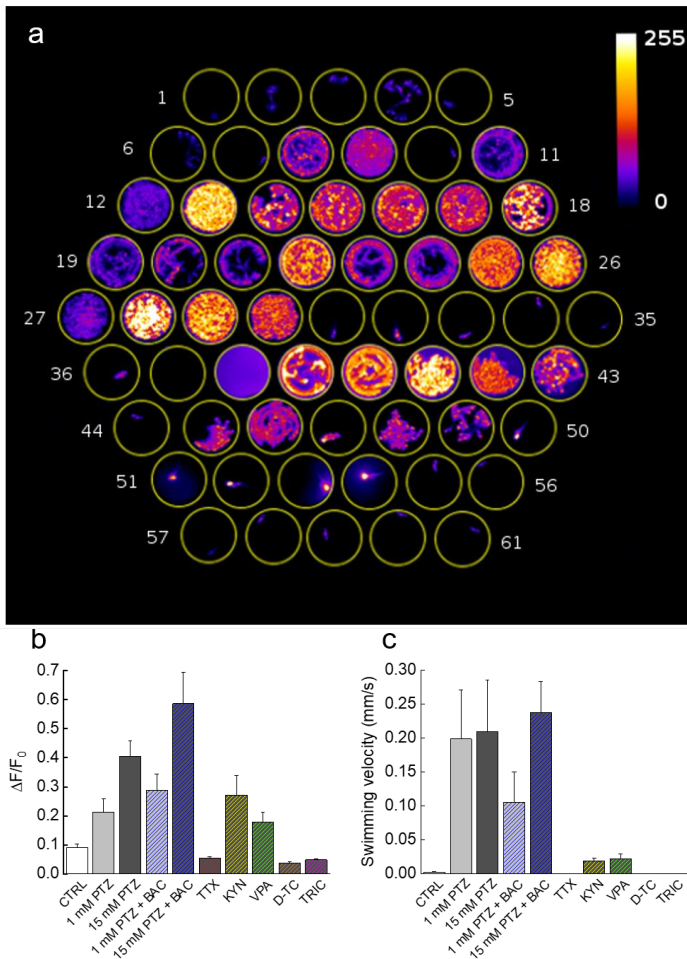 a
255
0
1 5
6 11
12 18
19 26
27 35
36 43
44 50
51 56
57 61
b
ΔF/F0
0.7
0.6
0.5
0.4
0.3
0.2
0.1
0.0
CTRL
1 mM PTZ
15 mM PTZ
1 mM PTZ + BAC
15 mM PTZ + BAC
TTX
KYN
VPA
D-TC
TRIC
c
Swimming velocity (mm/s)
0.30
0.25
0.20
0.15
0.10
0.05
0.00
CTRL
1 mM PTZ
15 mM PTZ
1 mM PTZ + BAC
15 mM PTZ + BAC
TTX
KYN
VPA
D-TC
TRIC